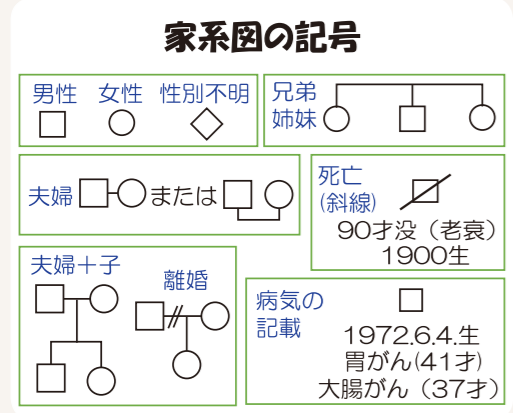 家系図の記号
男性 女性 性別不明
兄弟
姉妹
夫婦 または
死亡
(斜線)
90才没（老衰）
1900生
夫婦＋子
離婚
病気の
記載
1972.6.4.生
胃がん(41才)
大腸がん（37才）